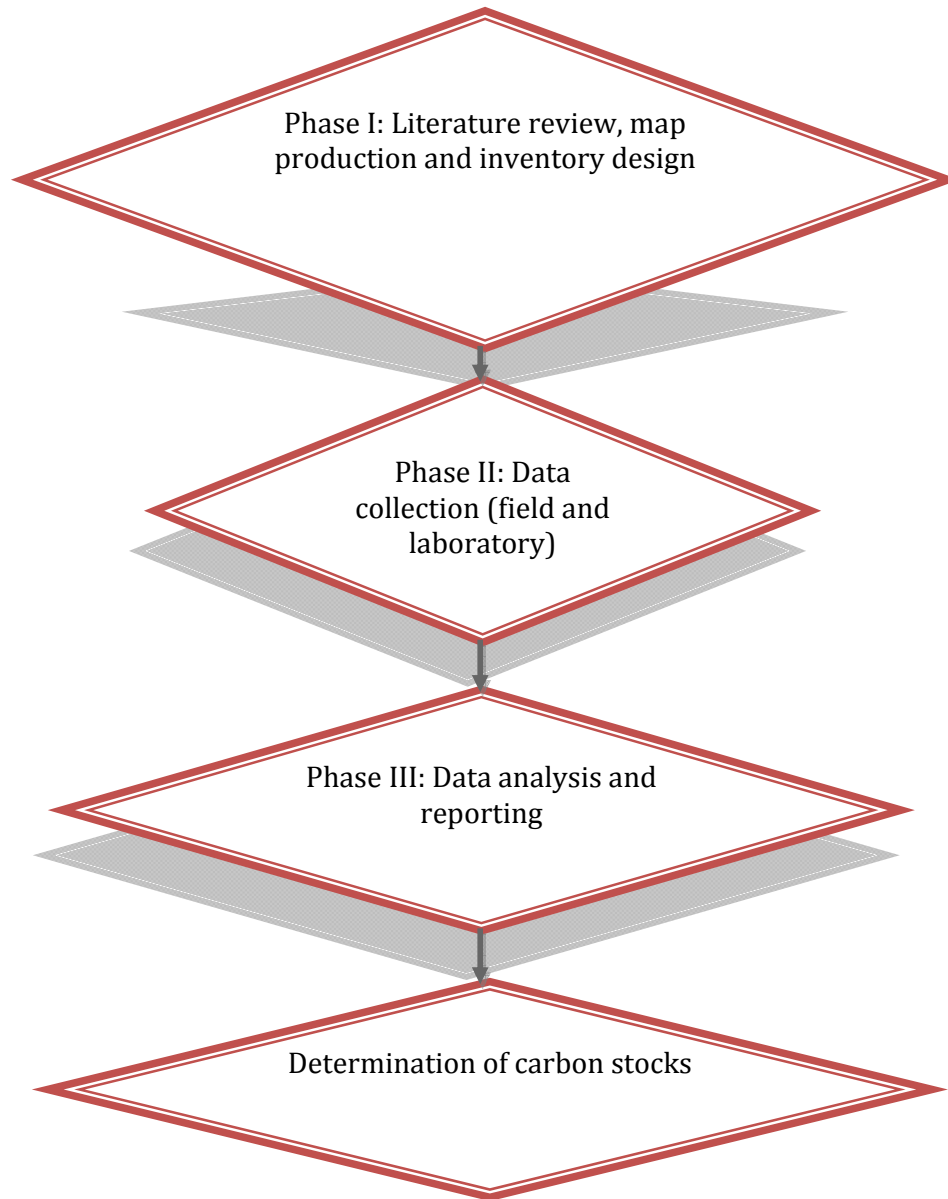 Phase I: Literature review, map
production and inventory design
Phase II: Data
collection (field and
laboratory)
Phase III: Data analysis and
reporting
Determination of carbon stocks